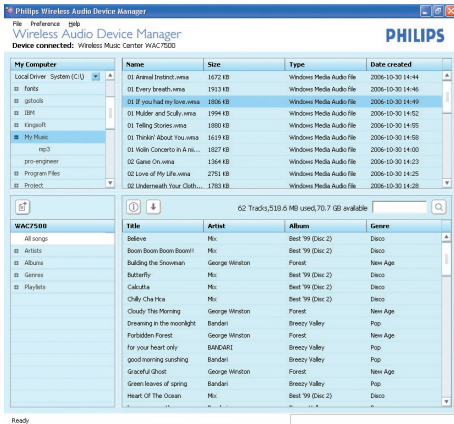 Philips Wireless Audio Device Manager
File Preference Help
Wireless Audio Device Manager
PHILIPS
Device connected: Wireless Music Center WAC7500
My Computer Name Size Type Date created
Local Driver System (C:\)
fonts
gstools
IBM
Kingsoft
My Music
mp3
pro-engineer
Program Files
Project
01 Animal Instinct.wma 1672 KB Windows Media Audio file 2006-10-30 14:44
01 Every breath.wma 1913 KB Windows Media Audio file 2006-10-30 14:46
01 If you had my love.wma 1806 KB Windows Media Audio file 2006-10-30 14:49
01 Mulder and Scully.wma 1994 KB Windows Media Audio file 2006-10-30 14:52
01 Telling Stories.wma 1880 KB Windows Media Audio file 2006-10-30 14:55
01 Thinkin' About You.wma 1619 KB Windows Media Audio file 2006-10-30 14:58
01 Violin Concerto in A mi... 1827 KB Windows Media Audio file 2006-10-30 14:00
02 Game On.wma 1364 KB Windows Media Audio file 2006-10-30 14:23
02 Love of My Life.wma 2751 KB Windows Media Audio file 2006-10-30 14:25
02 Underneath Your Cloth... 1783 KB Windows Media Audio file 2006-10-30 14:28
62 Tracks,518.6 MB used,70.7 GB available
WAC7500 Title Artist Album Genre
All songs
Artists
Albums
Genres
Playlists
Believe Mix Best '99 (Disc 2) Disco
Boom Boom Boom Boom!! Mix Best '99 (Disc 2) Disco
Building the Snowman George Winston Forest New Age
Butterfly Mix Best '99 (Disc 2) Disco
Calcutta Mix Best '99 (Disc 2) Disco
Chilly Cha Hca Mix Best '99 (Disc 2) Disco
Cloudy This Morning George Winston Forest New Age
Dreaming in the moonlight Bandari Breezy Valley Pop
Forbidden Forest George Winston Forest New Age
for your heart only BANDARI Breezy Valley Pop
good morning sunshing Bandari Breezy Valley Pop
Graceful Ghost George Winston Forest New Age
Green leaves of spring Bandari Breezy Valley Pop
Heart Of The Ocean Mix Best '99 (Disc 2) Disco
Ready